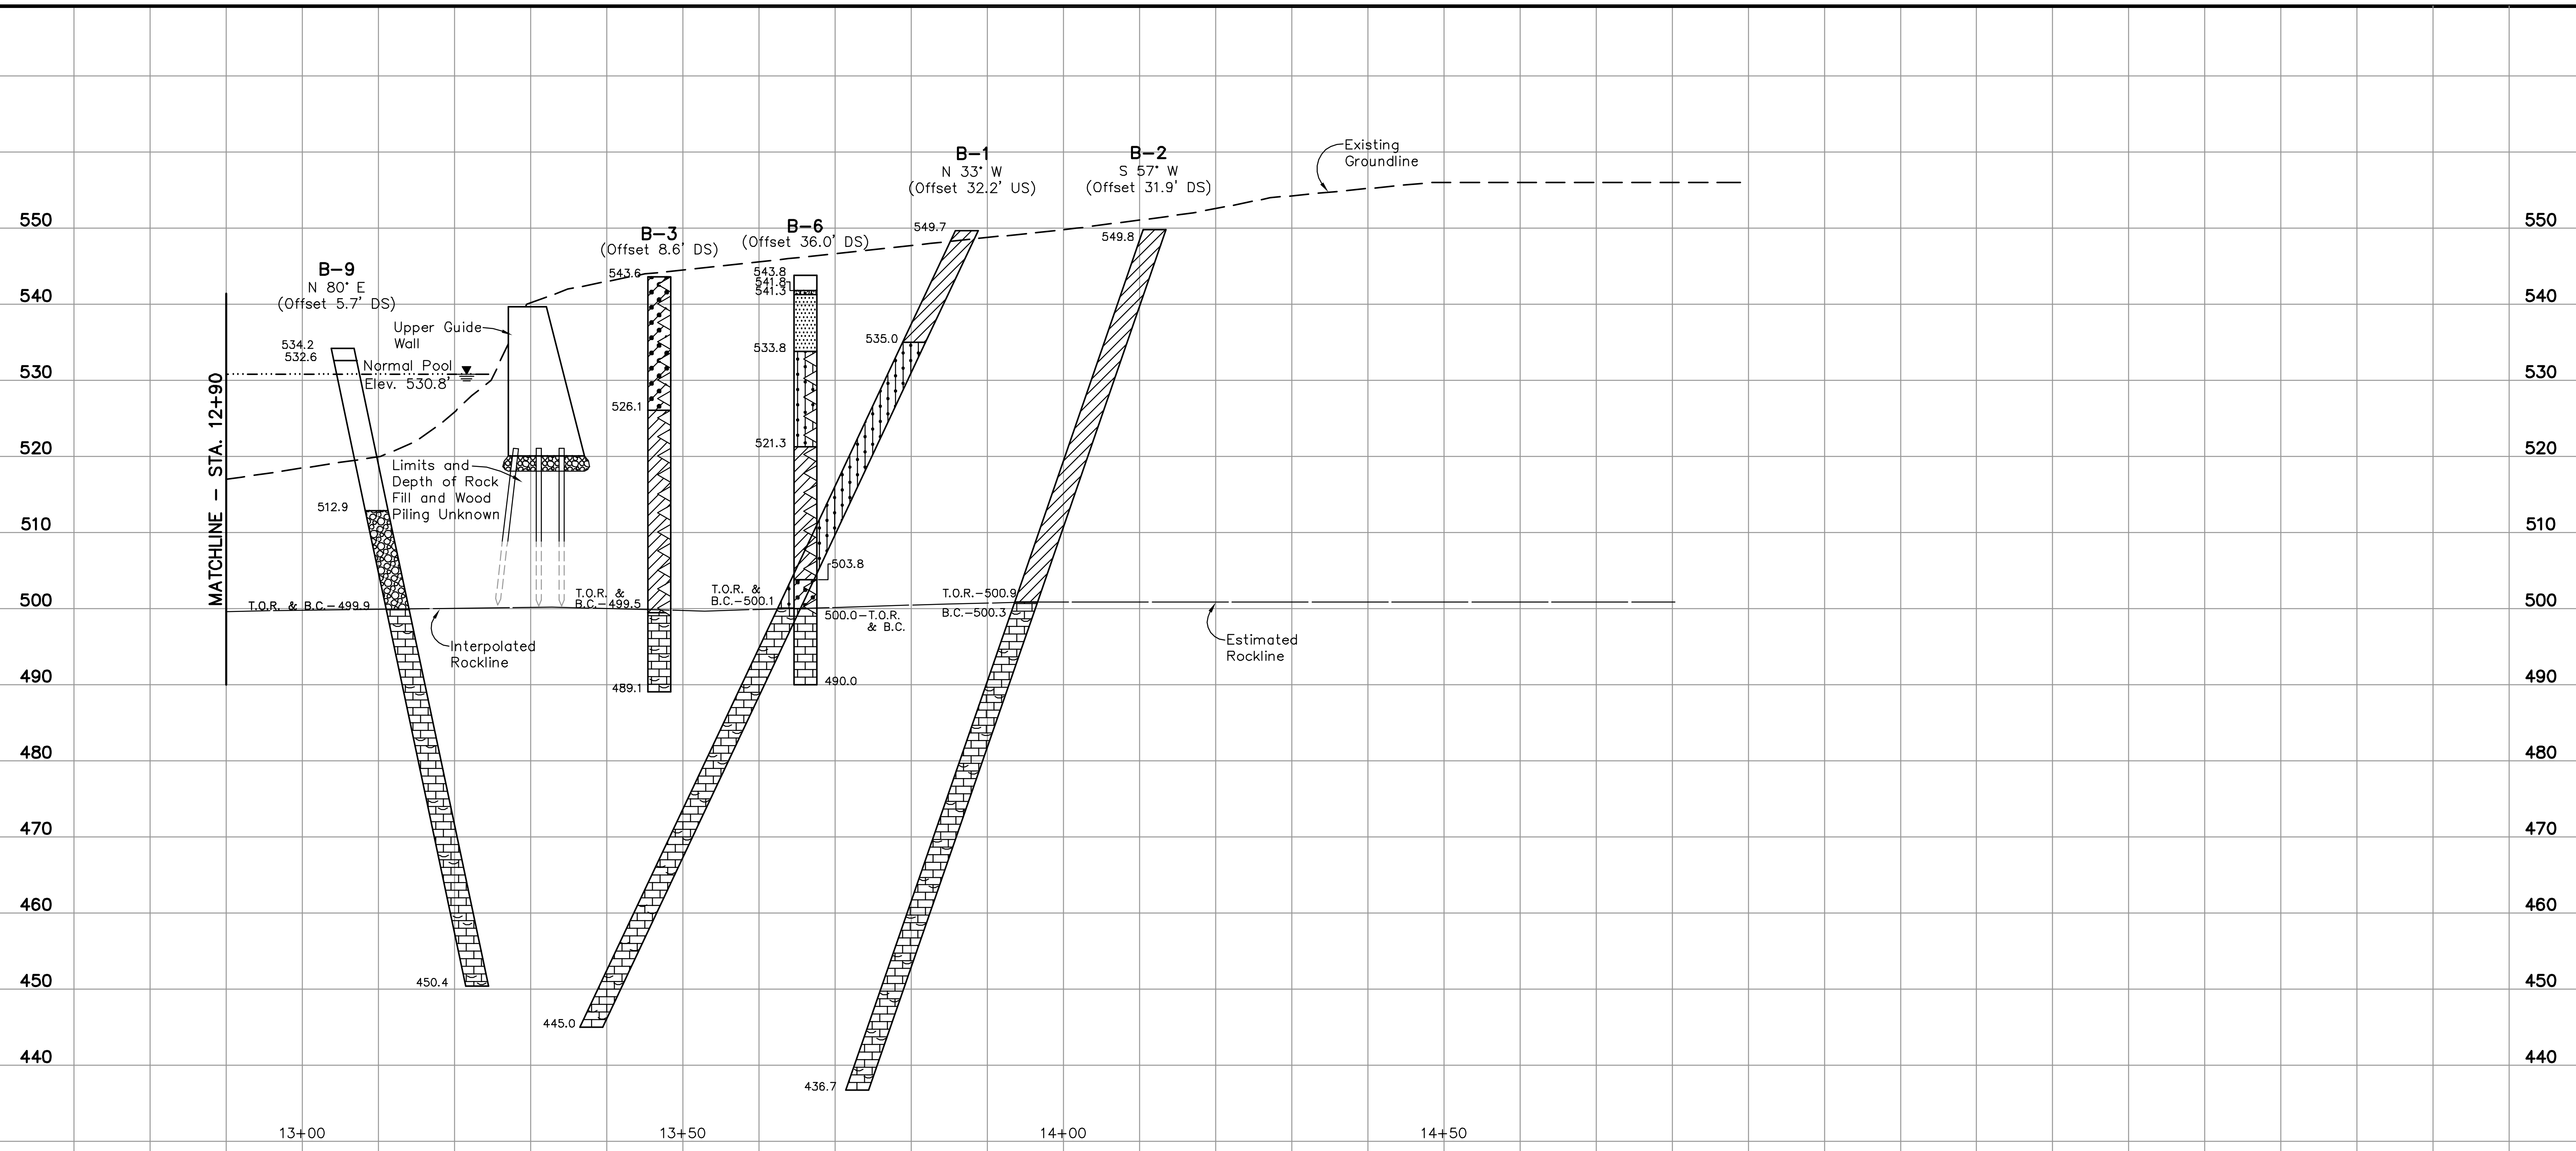 Existing
Groundline
B-1
N 33° W
(Offset 32.2' US)
B-2
S 57° W
(Offset 31.9' DS)
B-3
(Offset 8.6' DS)
B-6
(Offset 36.0' DS)
B-9
N 80° E
(Offset 5.7' DS)
550
540
530
520
510
500
490
480
470
460
450
440
MATCHLINE - STA. 12+90
534.2
532.6
Normal Pool
Elev. 530.8'
Upper Guide
Wall
Limits and
Depth of Rock
Fill and Wood
Piling Unknown
512.9
T.O.R. & B.C.-499.9
Interpolated
Rockline
450.4
543.6
526.1
T.O.R. &
B.C.-499.5
489.1
543.8
541.8
541.3
533.8
521.3
503.8
500.0-T.O.R.
& B.C.
490.0
549.7
535.0
T.O.R. &
B.C.-500.1
445.0
549.8
T.O.R.-500.9
B.C.-500.3
436.7
Estimated
Rockline
550
540
530
520
510
500
490
480
470
460
450
440
13+00
13+50
14+00
14+50